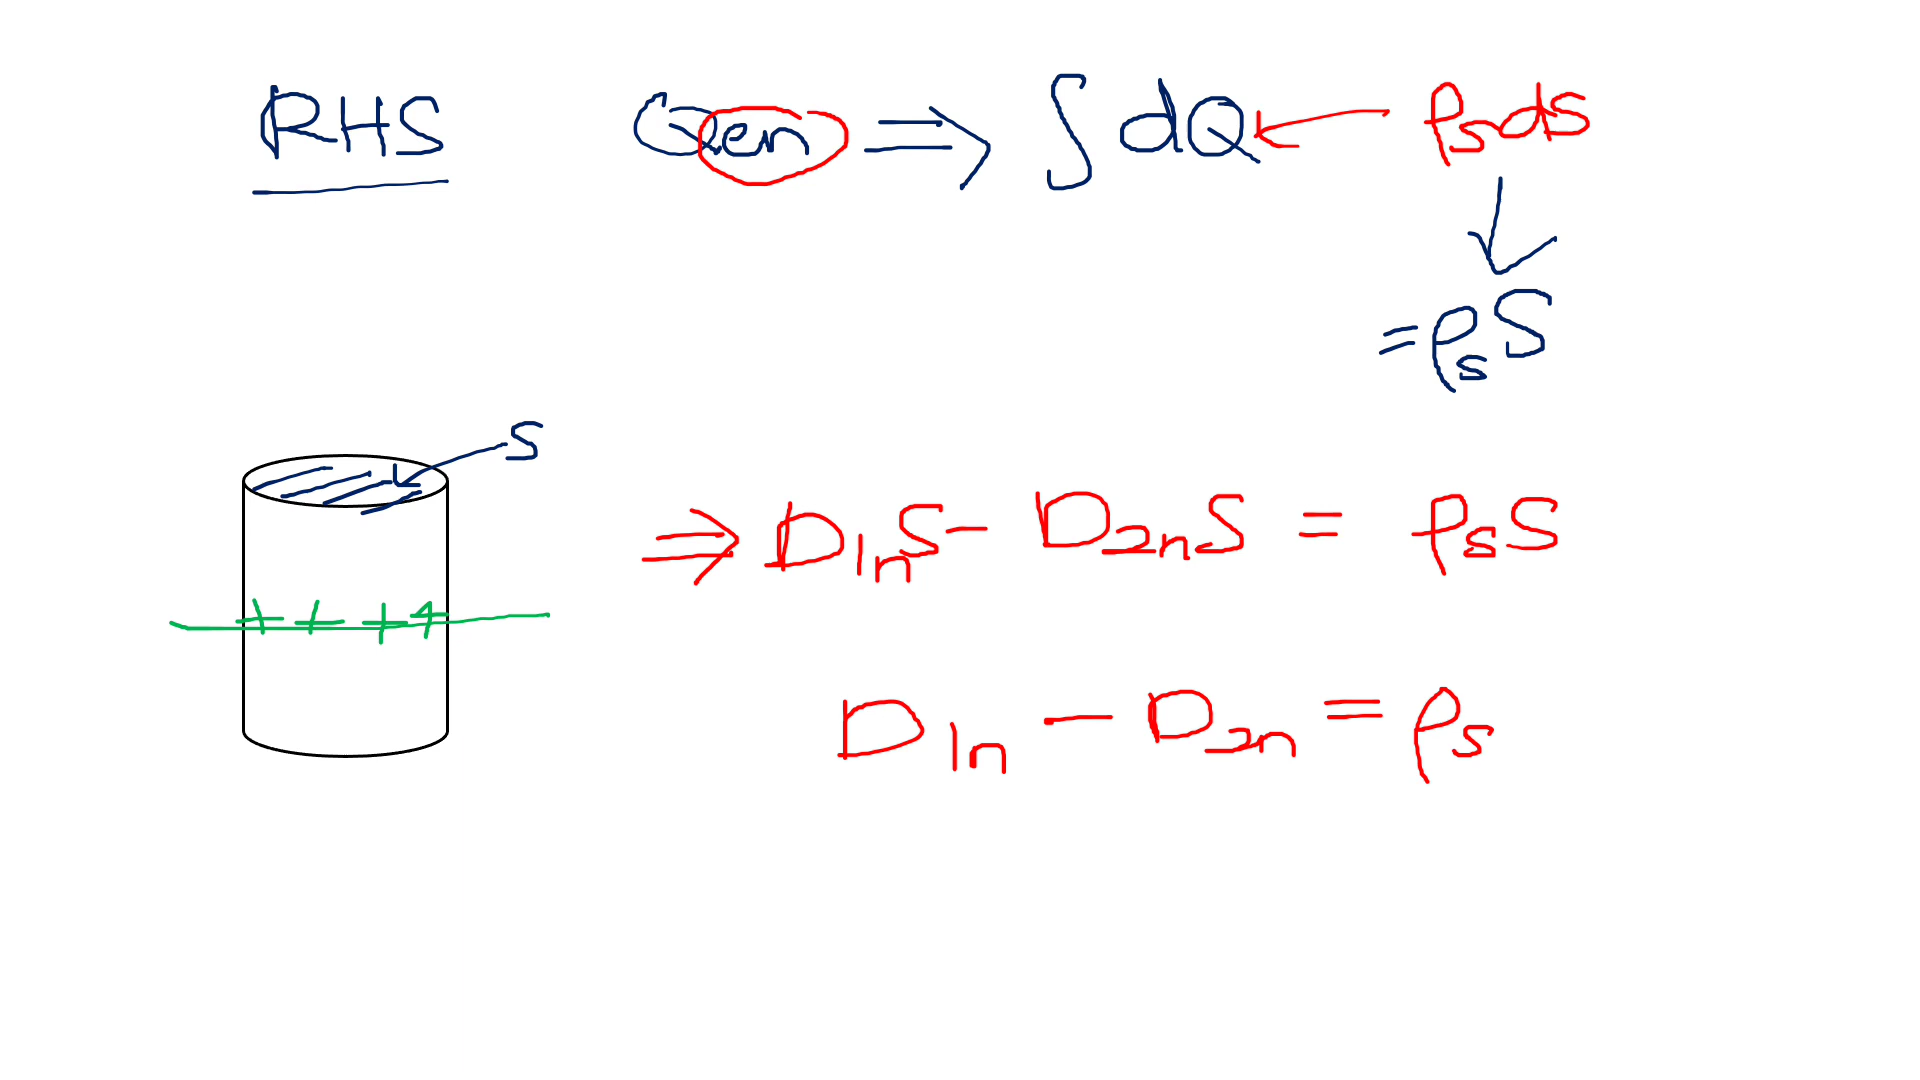 RHS Qen ⇒ ∫dQ ← ρsds
= ρsS
S
⇒ D1nS - D2nS = ρsS
+ + + +
D1n - D2n = ρs